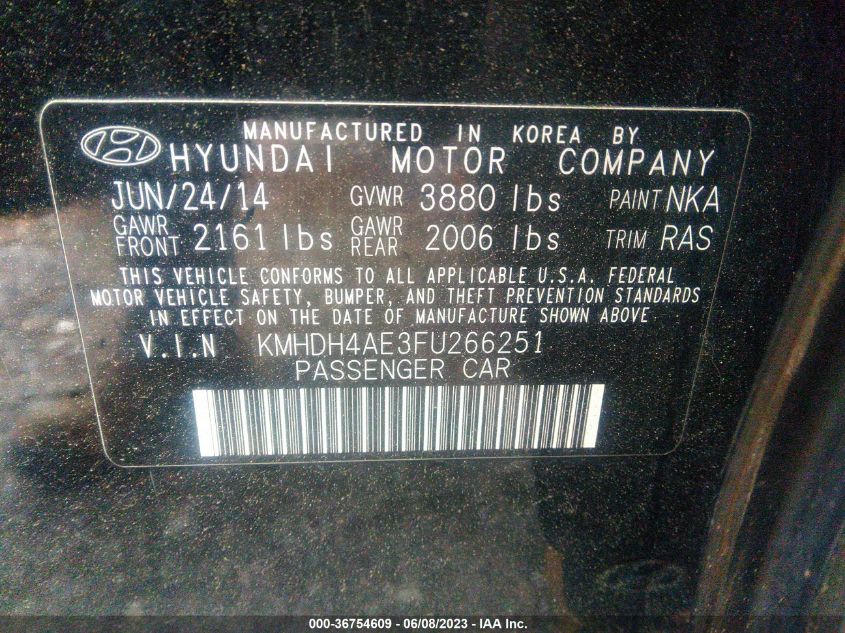 MANUFACTURED IN KOREA BY
HYUNDAI MOTOR COMPANY
JUN/24/14 GVWR 3880 lbs PAINT NKA
GAWR FRONT 2161 lbs GAWR REAR 2006 lbs TRIM RAS
THIS VEHICLE CONFORMS TO ALL APPLICABLE U.S.A. FEDERAL
MOTOR VEHICLE SAFETY, BUMPER, AND THEFT PREVENTION STANDARDS
IN EFFECT ON THE DATE OF MANUFACTURE SHOWN ABOVE
V.I.N KMHDH4AE3FU266251
PASSENGER CAR
000-36754609 - 06/08/2023 - IAA Inc.